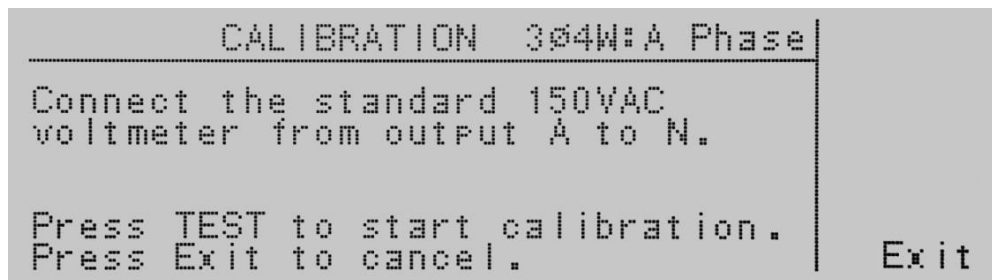 CALIBRATION 3ø4W:A Phase
Connect the standard 150VAC
voltmeter from output A to N.
Press TEST to start calibration.
Press Exit to cancel.
Exit